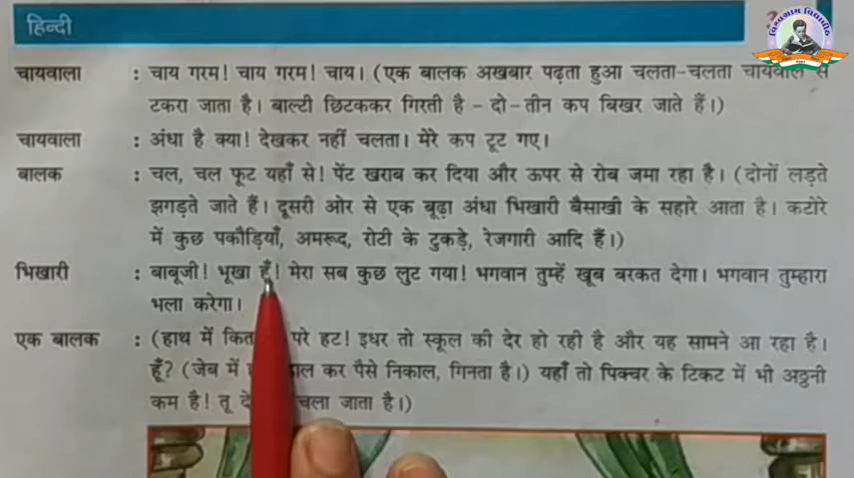 हिन्दी
चायवाला : चाय गरम! चाय गरम! चाय। (एक बालक अखबार पढ़ता हुआ चलता-चलता चायवाले से
टकरा जाता है। बाल्टी छिटककर गिरती है - दो-तीन कप बिखर जाते हैं।)
चायवाला : अंधा है क्या! देखकर नहीं चलता। मेरे कप टूट गए।
बालक : चल, चल फूट यहाँ से! पेंट खराब कर दिया और ऊपर से रोब जमा रहा है। (दोनों लड़ते
झगड़ते जाते हैं। दूसरी ओर से एक बूढ़ा अंधा भिखारी बैसाखी के सहारे आता है। कटोरे
में कुछ पकौड़ियाँ, अमरूद, रोटी के टुकड़े, रेजगारी आदि हैं।)
भिखारी : बाबूजी! भूखा हूँ! मेरा सब कुछ लुट गया! भगवान तुम्हें खूब बरकत देगा। भगवान तुम्हारा
भला करेगा।
एक बालक : (हाथ में परे हट! इधर तो स्कूल की देर हो रही है और यह सामने आ रहा है।
हूँ? (जेब में कर पैसे निकाल, गिनता है।) यहाँ तो पिक्चर के टिकट में भी अठ्ठनी
कम है! तू चला जाता है।)